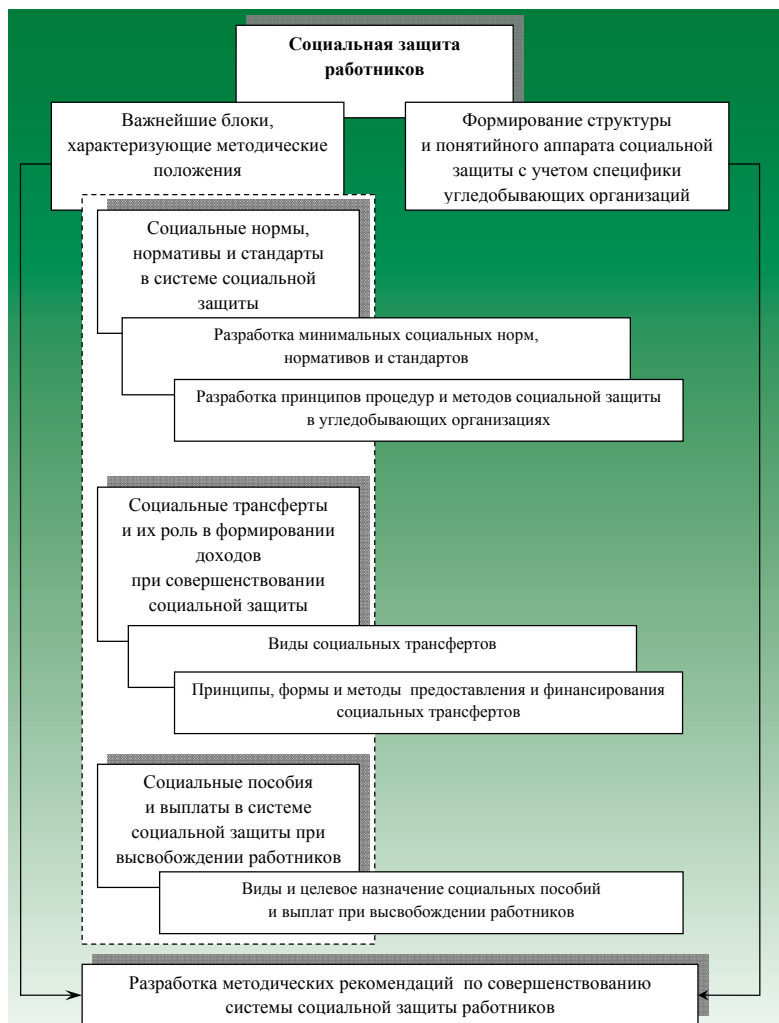 Социальная защита
работников
Важнейшие блоки,
характеризующие методические
положения
Формирование структуры
и понятийного аппарата социальной
защиты с учетом специфики
угледобывающих организаций
Социальные нормы,
нормативы и стандарты
в системе социальной
защиты
Разработка минимальных социальных норм,
нормативов и стандартов
Разработка принципов процедур и методов социальной защиты
в угледобывающих организациях
Социальные трансферты
и их роль в формировании
доходов
при совершенствовании
социальной защиты
Виды социальных трансфертов
Принципы, формы и методы предоставления и финансирования
социальных трансфертов
Социальные пособия
и выплаты в системе
социальной защиты при
высвобождении работников
Виды и целевое назначение социальных пособий
и выплат при высвобождении работников
Разработка методических рекомендаций по совершенствованию
системы социальной защиты работников